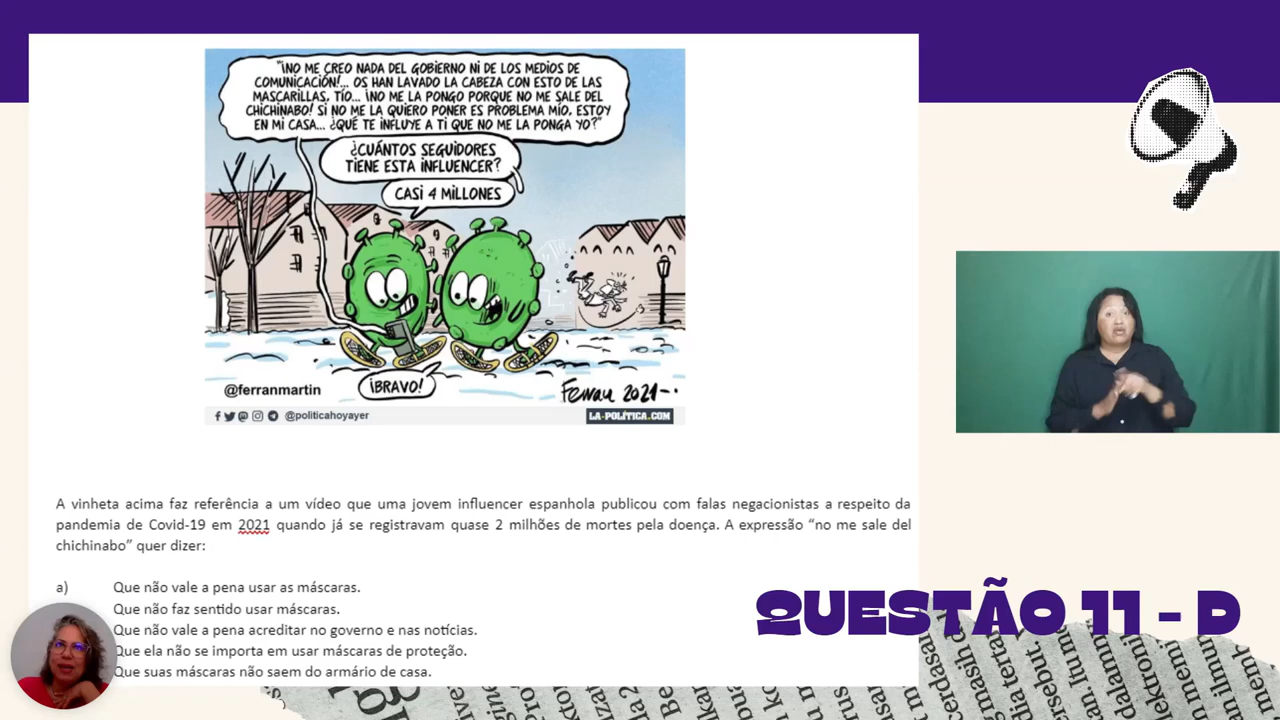 "¡NO ME CREO NADA DEL GOBIERNO NI DE LOS MEDIOS DE
COMUNICACIÓN!... OS HAN LAVADO LA CABEZA CON ESTO DE LAS
MASCARILLAS, TÍO... ¡NO ME LA PONGO PORQUE NO ME SALE DEL
CHICHINABO! SI NO ME LA QUIERO PONER ES PROBLEMA MÍO, ESTOY
EN MI CASA... ¿QUÉ TE INFLUYE A TI QUE NO ME LA PONGA YO?"
¿CUÁNTOS SEGUIDORES
TIENE ESTA INFLUENCER?
CASI 4 MILLONES
¡BRAVO!
@ferranmartin
Ferran 2021
@politicahoyayer
LA-POLÍTICA.COM
A vinheta acima faz referência a um vídeo que uma jovem influencer espanhola publicou com falas negacionistas a respeito da
pandemia de Covid-19 em 2021 quando já se registravam quase 2 milhões de mortes pela doença. A expressão “no me sale del
chichinabo” quer dizer:
a) Que não vale a pena usar as máscaras.
Que não faz sentido usar máscaras.
Que não vale a pena acreditar no governo e nas notícias.
Que ela não se importa em usar máscaras de proteção.
Que suas máscaras não saem do armário de casa.
QUESTÃO 11 - D